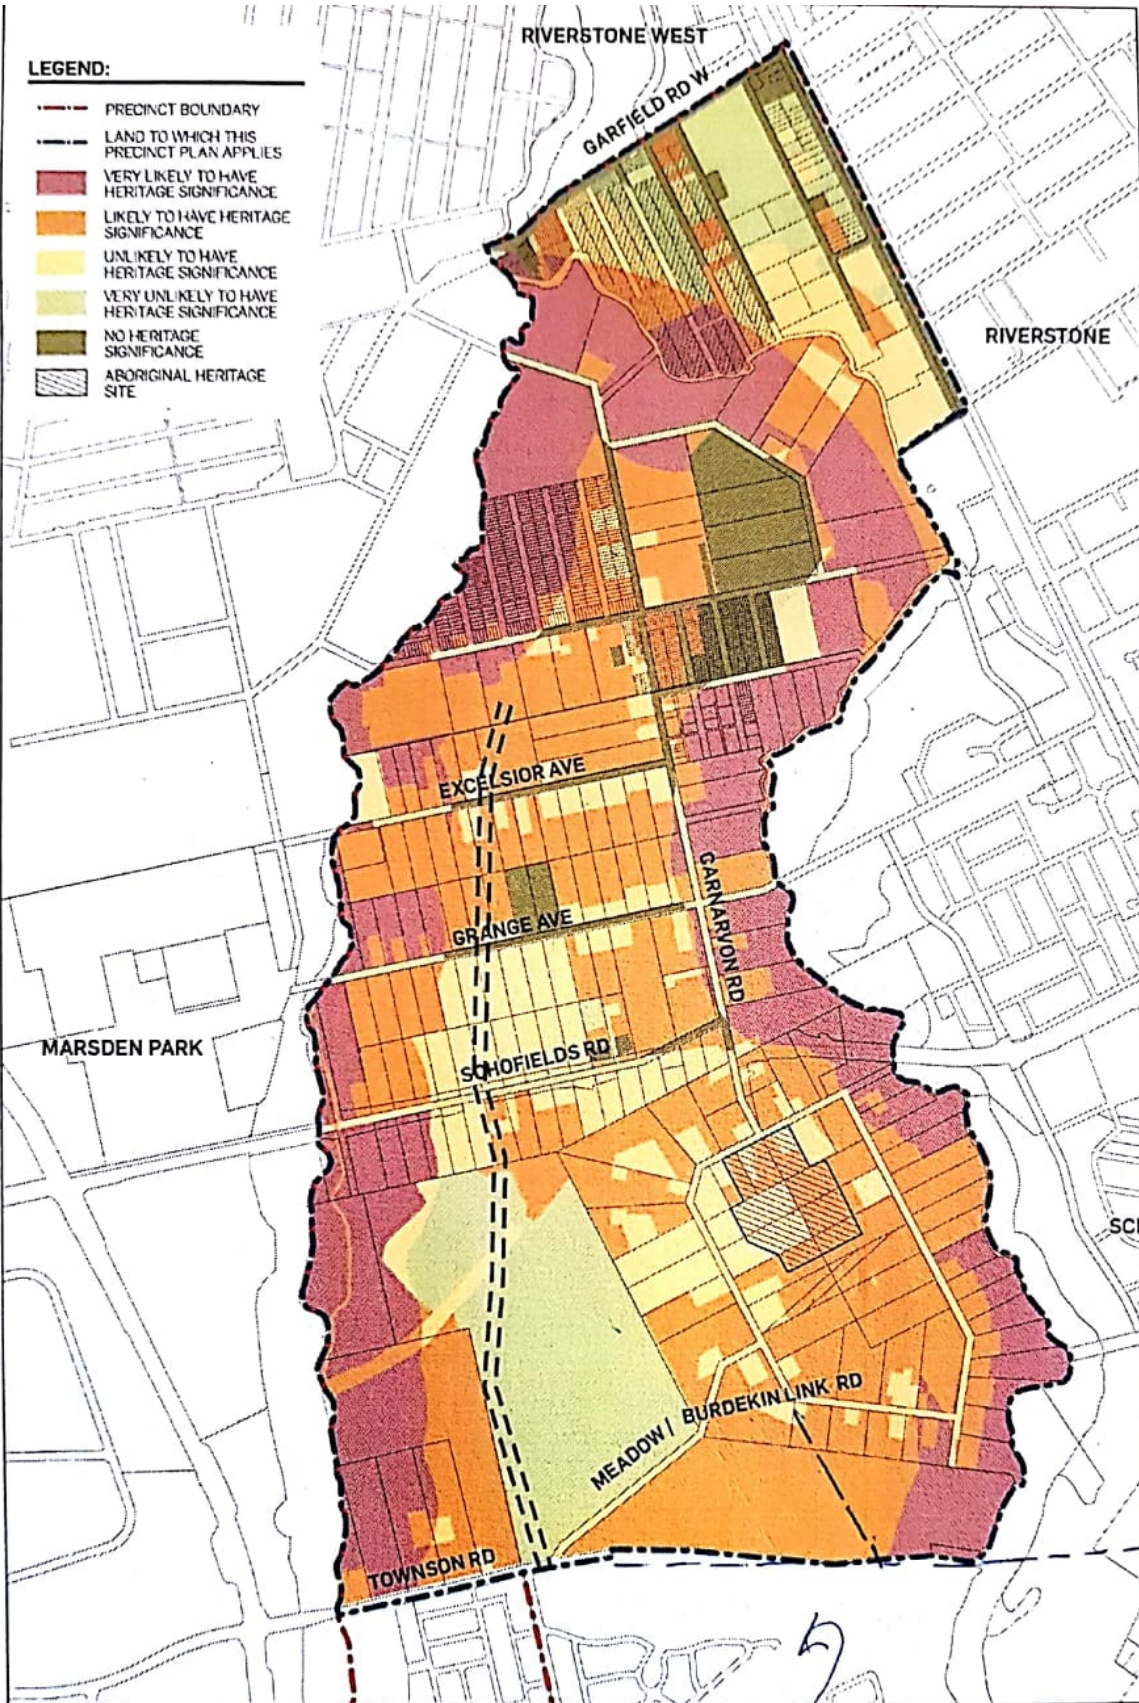 RIVERSTONE WEST
LEGEND:
PRECINCT BOUNDARY
LAND TO WHICH THIS
PRECINCT PLAN APPLIES
VERY LIKELY TO HAVE
HERITAGE SIGNIFICANCE
LIKELY TO HAVE HERITAGE
SIGNIFICANCE
UNLIKELY TO HAVE
HERITAGE SIGNIFICANCE
VERY UNLIKELY TO HAVE
HERITAGE SIGNIFICANCE
NO HERITAGE
SIGNIFICANCE
ABORIGINAL HERITAGE
SITE
GARFIELD RD W
RIVERSTONE
EXCELSIOR AVE
GARNARVON RD
GRANGE AVE
MARSDEN PARK
SCHOFIELDS RD
SCI
MEADOW | BURDEKIN LINK RD
TOWNSON RD